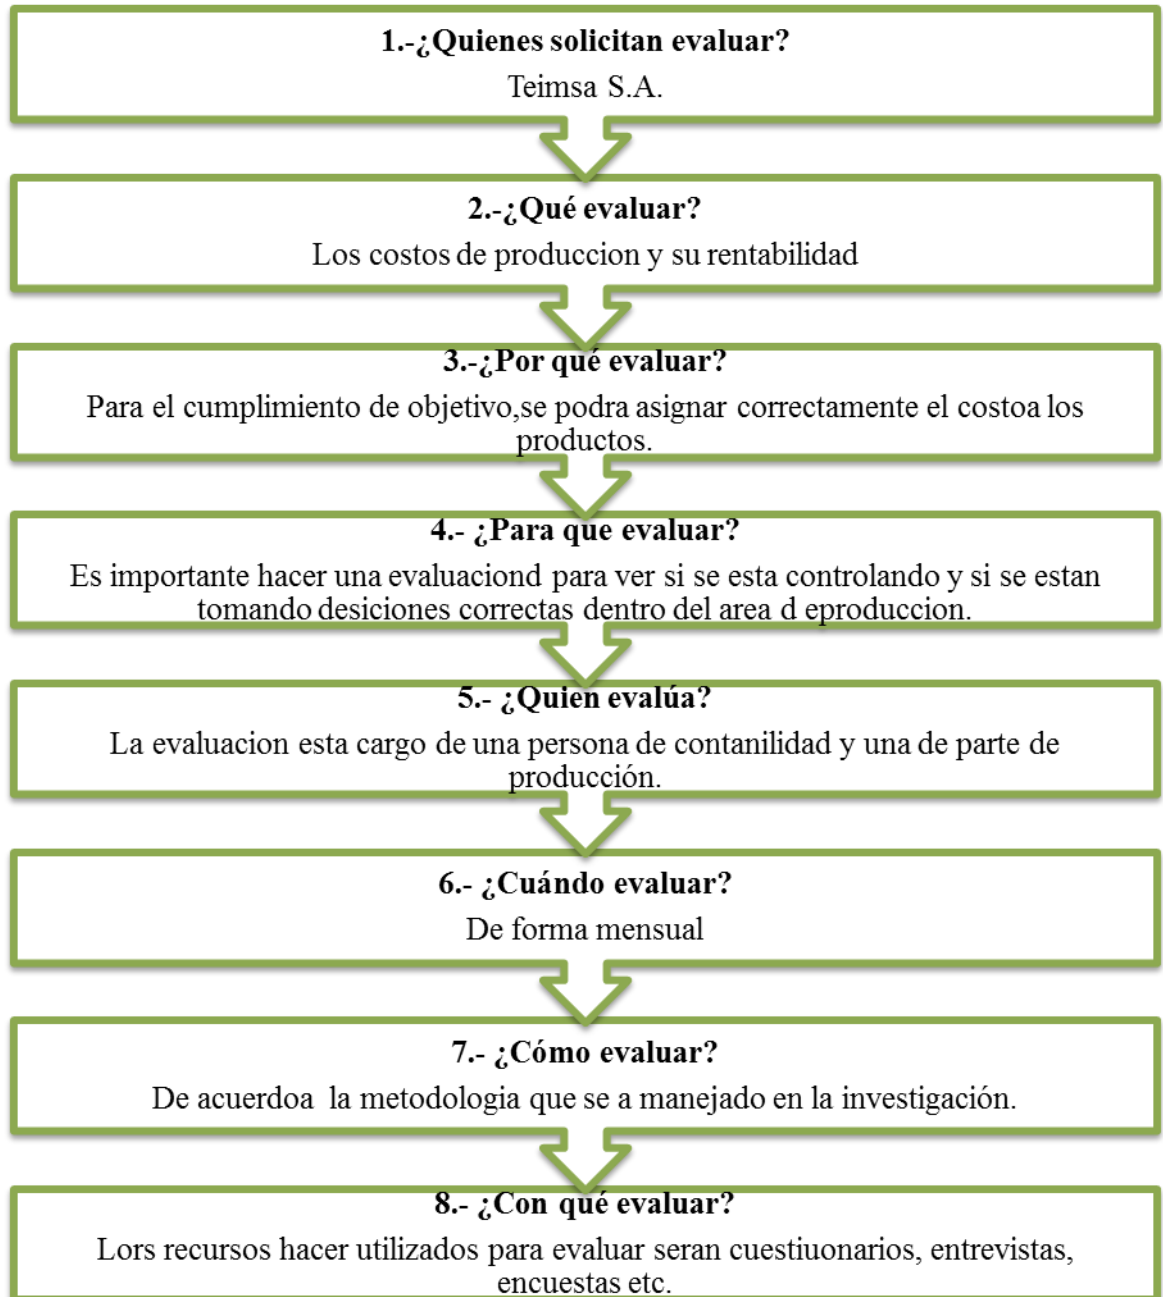 1.-¿Quienes solicitan evaluar?
Teimsa S.A.
2.-¿Qué evaluar?
Los costos de produccion y su rentabilidad
3.-¿Por qué evaluar?
Para el cumplimiento de objetivo,se podra asignar correctamente el costoa los
productos.
4.- ¿Para que evaluar?
Es importante hacer una evaluaciond para ver si se esta controlando y si se estan
tomando desiciones correctas dentro del area d eproduccion.
5.- ¿Quien evalúa?
La evaluacion esta cargo de una persona de contanilidad y una de parte de
producción.
6.- ¿Cuándo evaluar?
De forma mensual
7.- ¿Cómo evaluar?
De acuerdoa la metodologia que se a manejado en la investigación.
8.- ¿Con qué evaluar?
Lors recursos hacer utilizados para evaluar seran cuestiuonarios, entrevistas,
encuestas etc.